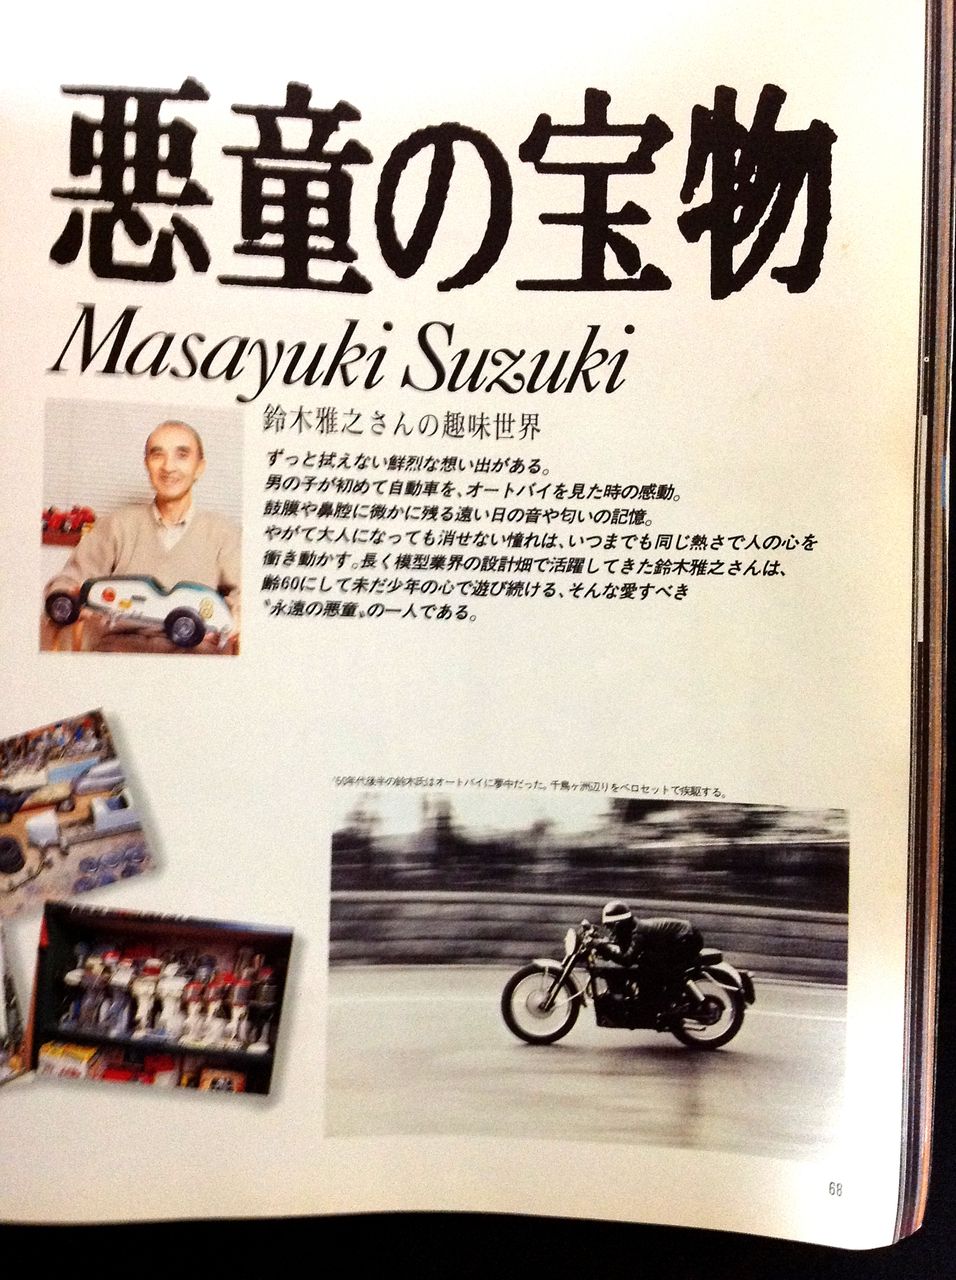 悪童の宝物
Masayuki Suzuki
鈴木雅之さんの趣味世界
ずっと拭えない鮮烈な想い出がある。
男の子が初めて自動車を、オートバイを見た時の感動。
鼓膜や鼻腔に微かに残る遠い日の音や匂いの記憶。
やがて大人になっても消せない憧れは、いつまでも同じ熱さで人の心を
衝き動かす。長く模型業界の設計畑で活躍してきた鈴木雅之さんは、
齢60にして未だ少年の心で遊び続ける、そんな愛すべき
〝永遠の悪童〟の一人である。
年代後半の鈴木氏はオートバイに夢中だった。千鳥ヶ淵辺りをベロセットで疾駆する。
68